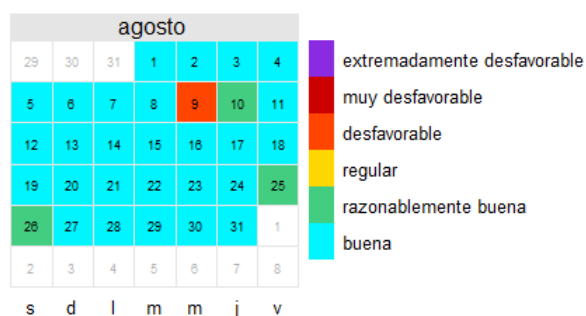 agosto
29 30 31 1 2 3 4
5 6 7 8 9 10 11
12 13 14 15 16 17 18
19 20 21 22 23 24 25
26 27 28 29 30 31 1
2 3 4 5 6 7 8
s d l m m j v
extremadamente desfavorable
muy desfavorable
desfavorable
regular
razonablemente buena
buena